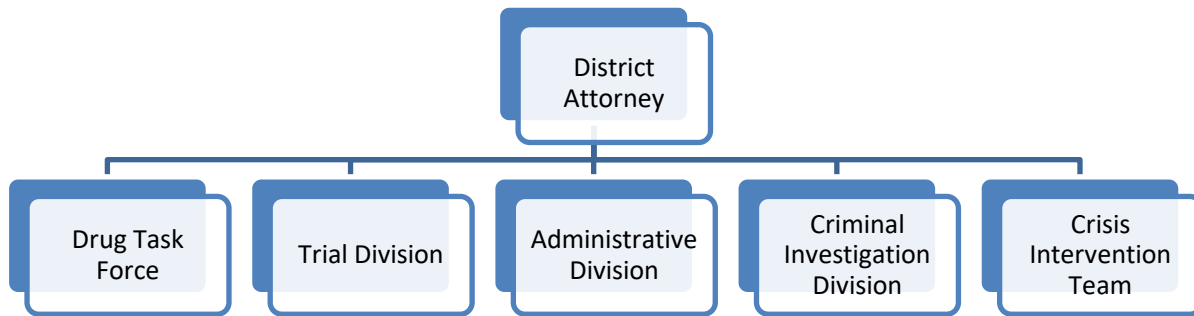 District
Attorney
Drug Task
Force
Trial Division
Administrative
Division
Criminal
Investigation
Division
Crisis
Intervention
Team